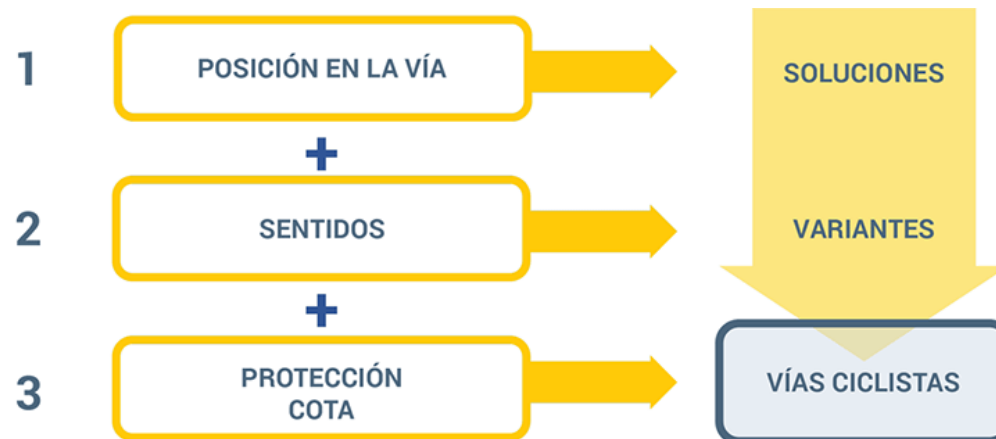 1
POSICIÓN EN LA VÍA
SOLUCIONES
+
2
SENTIDOS
VARIANTES
+
3
PROTECCIÓN
COTA
VÍAS CICLISTAS